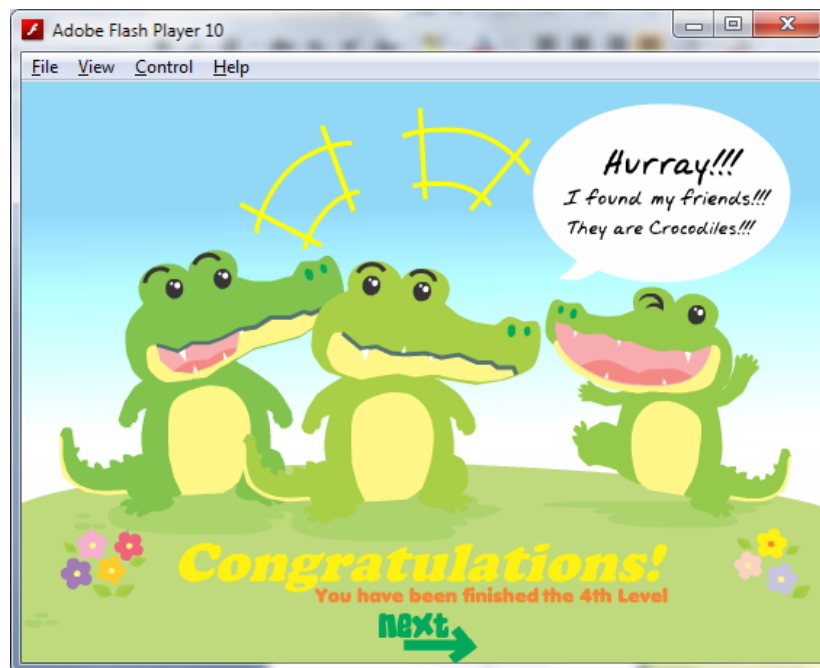 Adobe Flash Player 10
File View Control Help
Hurray!!!
I found my friends!!!
They are Crocodiles!!!
Congratulations!
You have been finished the 4th Level
next